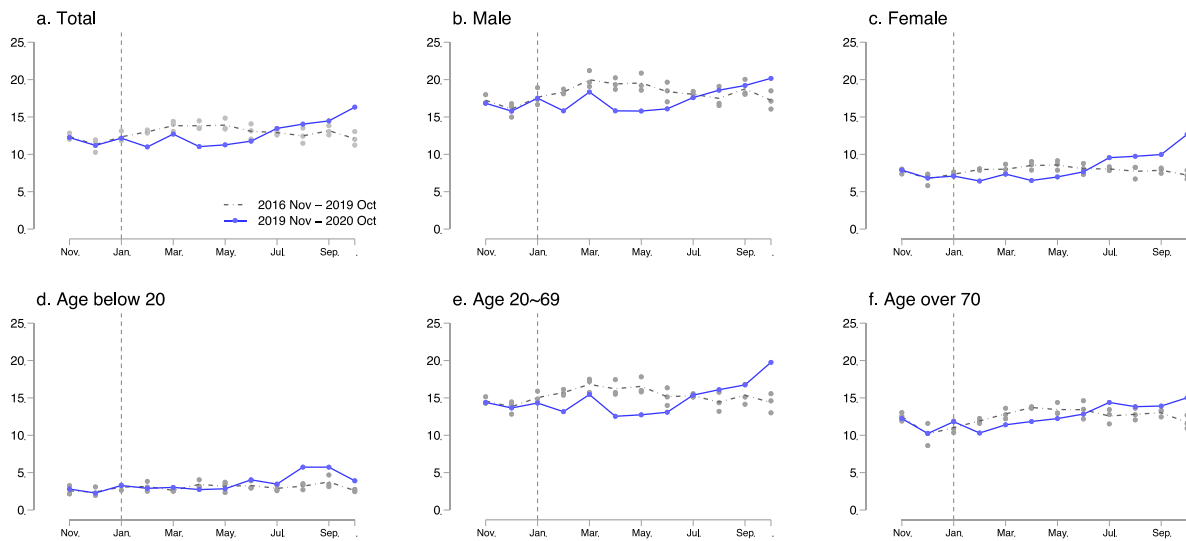 a. Total
25.
20.
15.
10.
5.
0.
2016 Nov – 2019 Oct
2019 Nov – 2020 Oct
Nov. Jan. Mar. May. Jul. Sep. .
b. Male
25.
20.
15.
10.
5.
0.
Nov. Jan. Mar. May. Jul. Sep. .
c. Female
25.
20.
15.
10.
5.
0.
Nov. Jan. Mar. May. Jul. Sep.
d. Age below 20
25.
20.
15.
10.
5.
0.
Nov. Jan. Mar. May. Jul. Sep. .
e. Age 20~69
25.
20.
15.
10.
5.
0.
Nov. Jan. Mar. May. Jul. Sep. .
f. Age over 70
25.
20.
15.
10.
5.
0.
Nov. Jan. Mar. May. Jul. Sep.